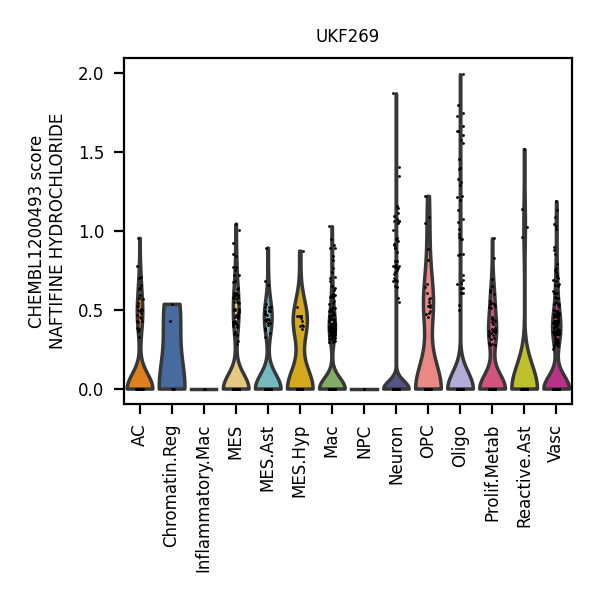 UKF269
CHEMBL1200493 score
NAFTIFINE HYDROCHLORIDE
2.0
1.5
1.0
0.5
0.0
AC
Chromatin.Reg
Inflammatory.Mac
MES
MES.Ast
MES.Hyp
Mac
NPC
Neuron
OPC
Oligo
Prolif.Metab
Reactive.Ast
Vasc